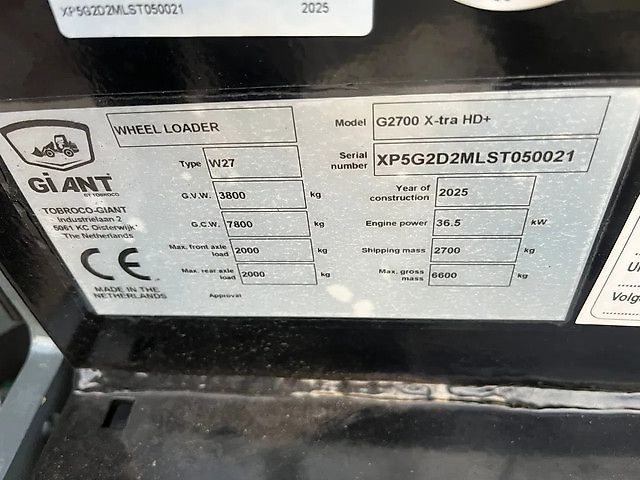 XP5G2D2MLST050021 2025
WHEEL LOADER
Model G2700 X-tra HD+
Type W27
Serial number XP5G2D2MLST050021
GiANT
BY TOBROCO
G.V.W. 3800 kg
Year of construction 2025
TOBROCO-GIANT
Industrielaan 2
5061 KC Oisterwijk
The Netherlands
G.C.W. 7800 kg
Engine power 36.5 kW
Max. front axle load 2000 kg
Shipping mass 2700 kg
CE
Max. rear axle load 2000 kg
Max. gross mass 6600 kg
MADE IN THE
NETHERLANDS
Approval